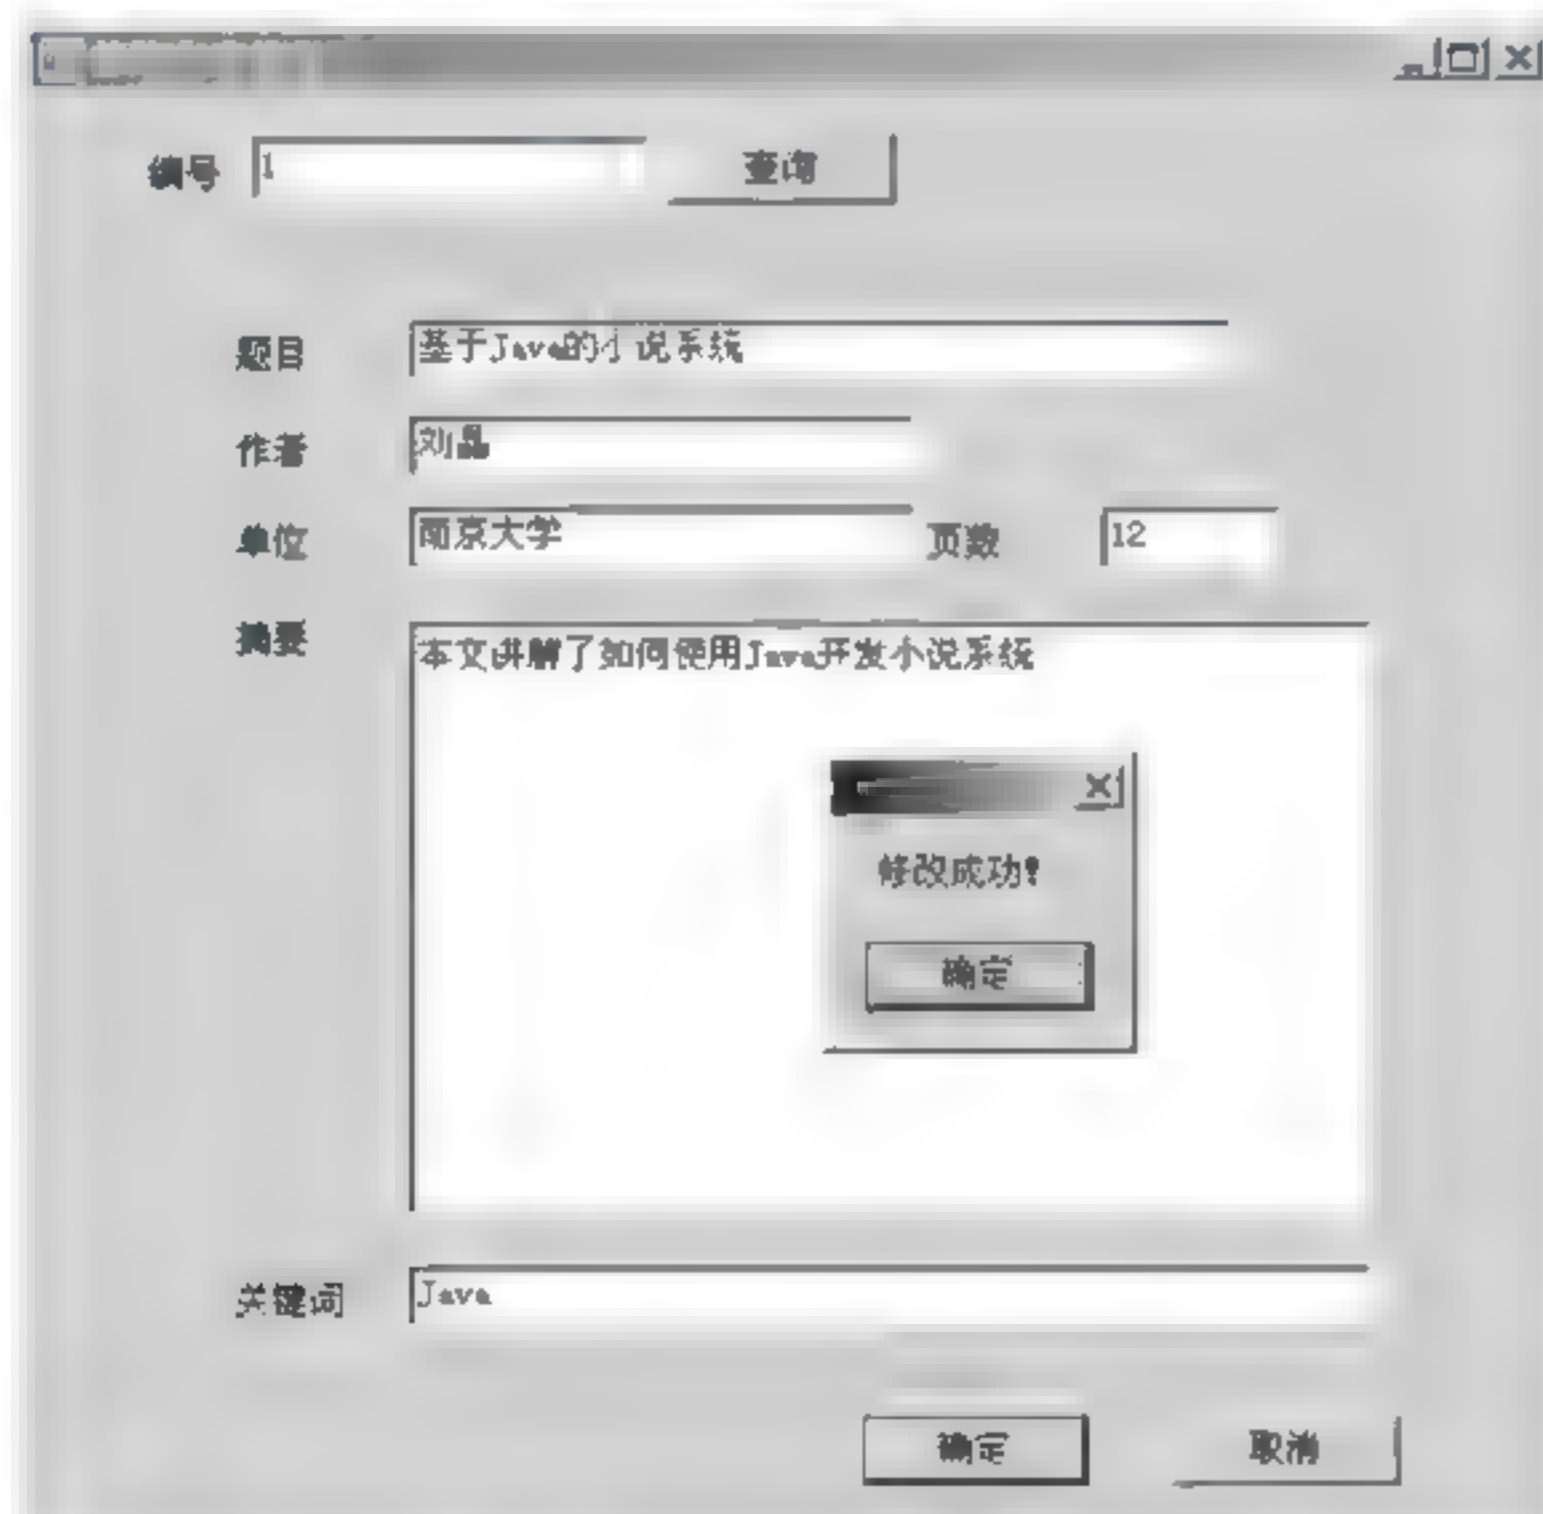 编号 1 查询
题目 基于Java的小说系统
作者 刘晶
单位 南京大学 页数 12
摘要 本文讲解了如何使用Java开发小说系统
修改成功!
确定
关键词 Java
确定 取消